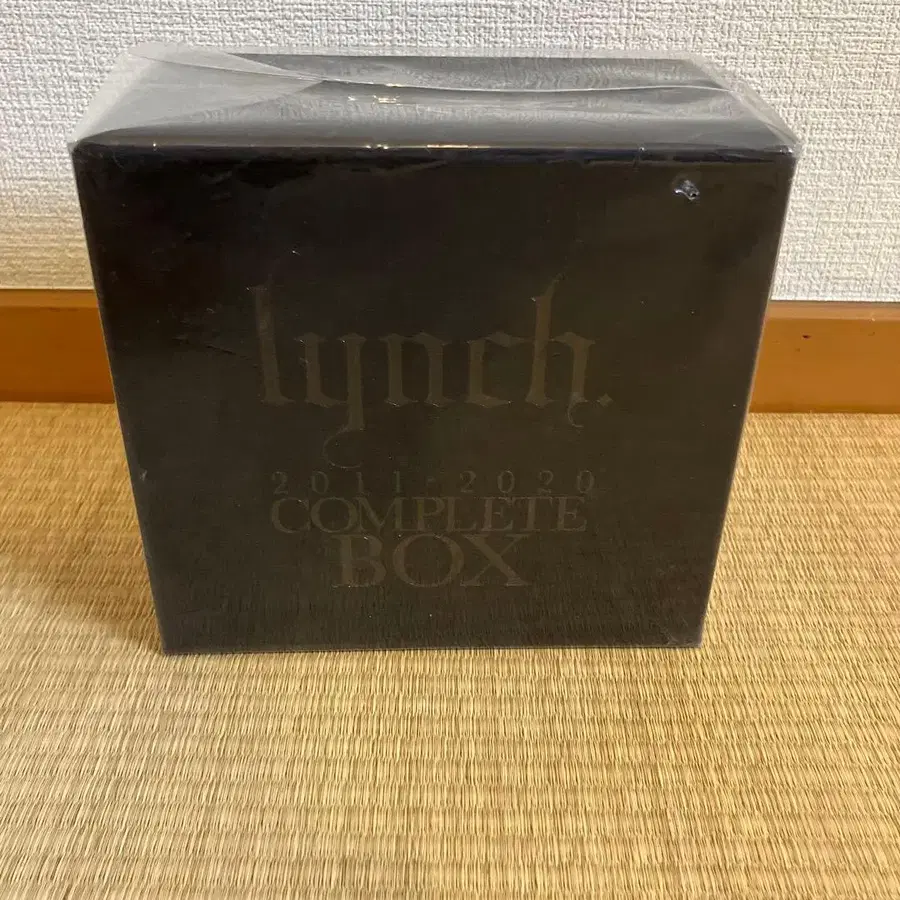 lynch.
2011-2020
COMPLETE
BOX